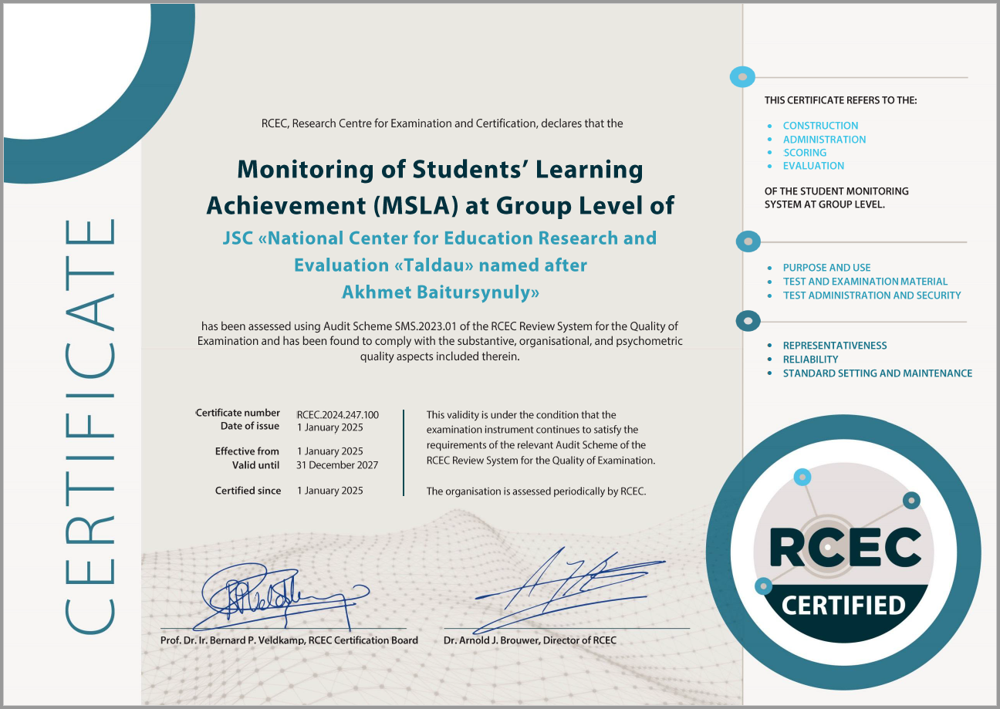 CERTIFICATE
RCEC, Research Centre for Examination and Certification, declares that the
Monitoring of Students’ Learning
Achievement (MSLA) at Group Level of
JSC «National Center for Education Research and
Evaluation «Taldau» named after
Akhmet Baitursynuly»
has been assessed using Audit Scheme SMS.2023.01 of the RCEC Review System for the Quality of
Examination and has been found to comply with the substantive, organisational, and psychometric
quality aspects included therein.
Certificate number RCEC.2024.247.100
Date of issue 1 January 2025
Effective from 1 January 2025
Valid until 31 December 2027
Certified since 1 January 2025
This validity is under the condition that the
examination instrument continues to satisfy the
requirements of the relevant Audit Scheme of the
RCEC Review System for the Quality of Examination.
The organisation is assessed periodically by RCEC.
Prof. Dr. Ir. Bernard P. Veldkamp, RCEC Certification Board
Dr. Arnold J. Brouwer, Director of RCEC
THIS CERTIFICATE REFERS TO THE:
• CONSTRUCTION
• ADMINISTRATION
• SCORING
• EVALUATION
OF THE STUDENT MONITORING
SYSTEM AT GROUP LEVEL.
• PURPOSE AND USE
• TEST AND EXAMINATION MATERIAL
• TEST ADMINISTRATION AND SECURITY
• REPRESENTATIVENESS
• RELIABILITY
• STANDARD SETTING AND MAINTENANCE
RCEC
CERTIFIED